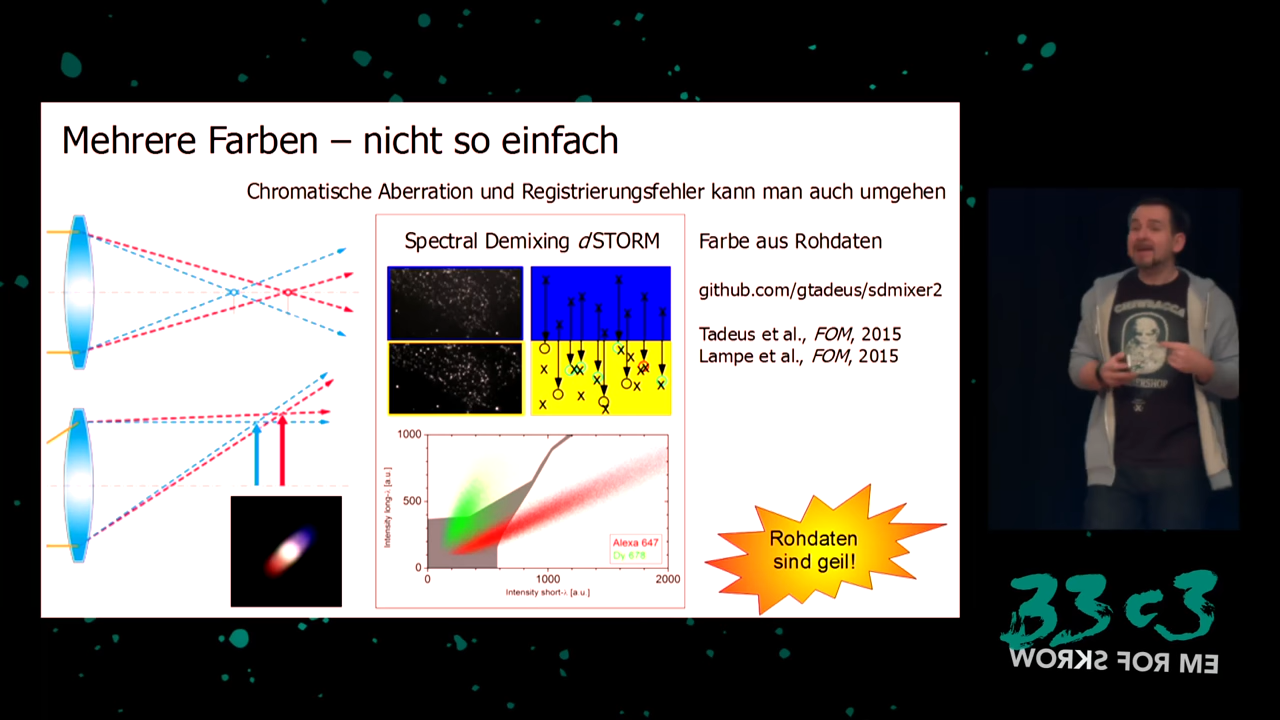 Mehrere Farben – nicht so einfach
Chromatische Aberration und Registrierungsfehler kann man auch umgehen
Spectral Demixing dSTORM
1000
500
0
Intensity long-λ [a.u.]
Alexa 647
Dy 678
0
1000
2000
Intensity short-λ [a.u.]
Farbe aus Rohdaten
github.com/gtadeus/sdmixer2
Tadeus et al., FOM, 2015
Lampe et al., FOM, 2015
Rohdaten
sind geil!
CHEWBACCA
33c3
WORKS FOR ME